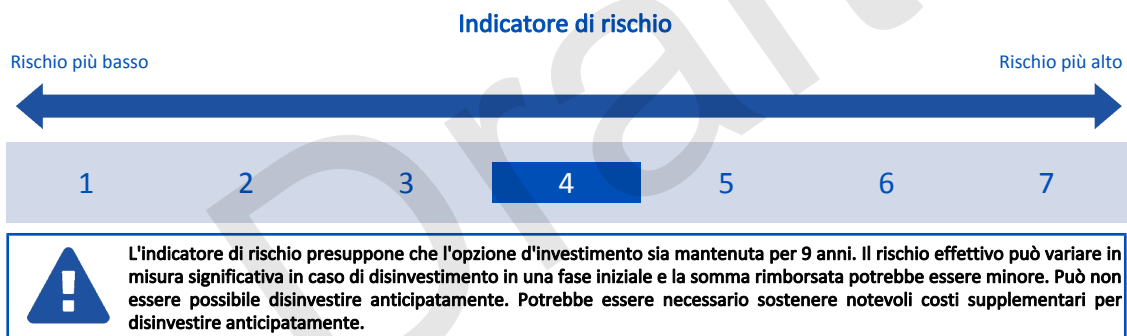 Indicatore di rischio
Rischio più basso Rischio più alto
1 2 3 4 5 6 7
L'indicatore di rischio presuppone che l'opzione d'investimento sia mantenuta per 9 anni. Il rischio effettivo può variare in
misura significativa in caso di disinvestimento in una fase iniziale e la somma rimborsata potrebbe essere minore. Può non
essere possibile disinvestire anticipatamente. Potrebbe essere necessario sostenere notevoli costi supplementari per
disinvestire anticipatamente.
Draft